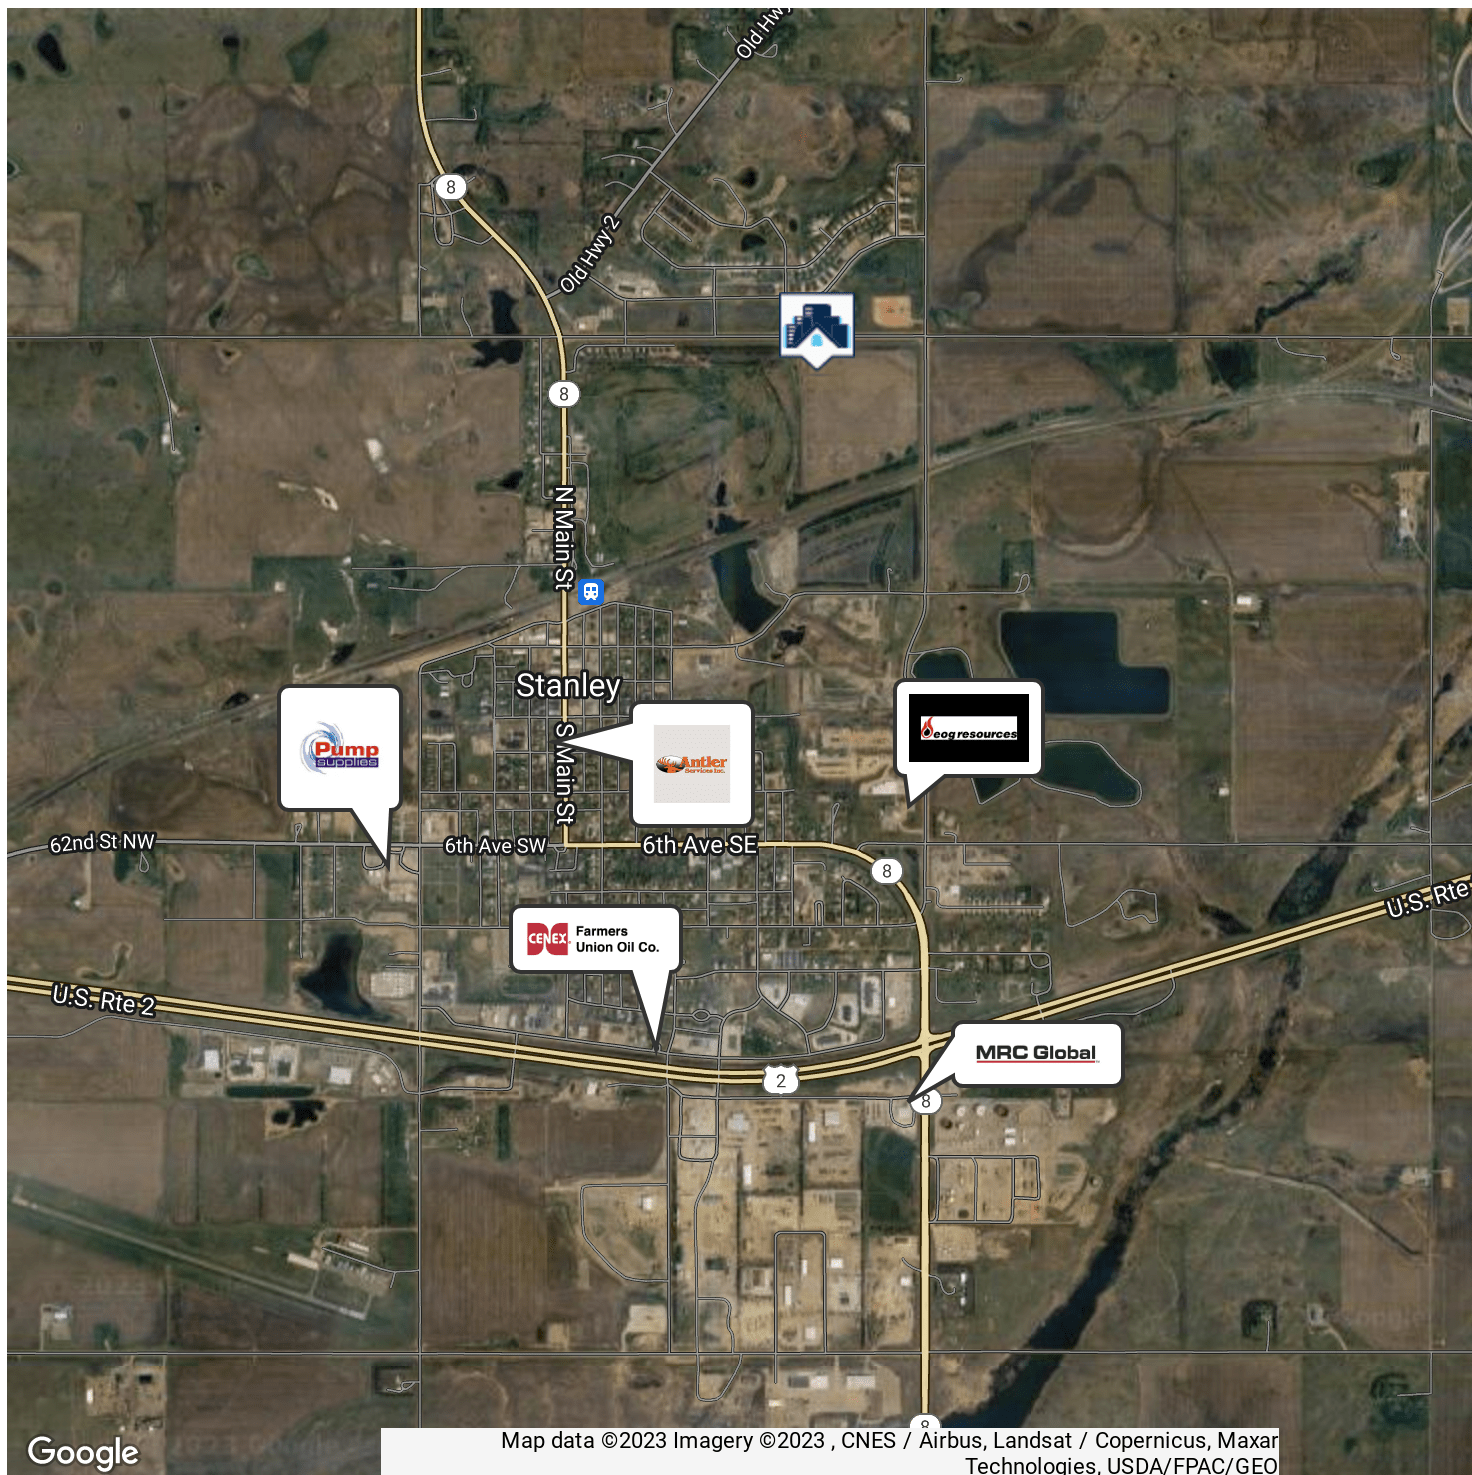 Old Hwy
8
Old Hwy 2
8
N Main St
Stanley
Pump
supplies
S Main St
Antler
Services Inc.
eog resources
62nd St NW
6th Ave SW
6th Ave SE
8
U.S. Rte
CENEX
Farmers
Union Oil Co.
U.S. Rte 2
MRC Global
2
8
8
Google
Map data ©2023 Imagery ©2023 , CNES / Airbus, Landsat / Copernicus, Maxar
Technologies, USDA/FPAC/GEO